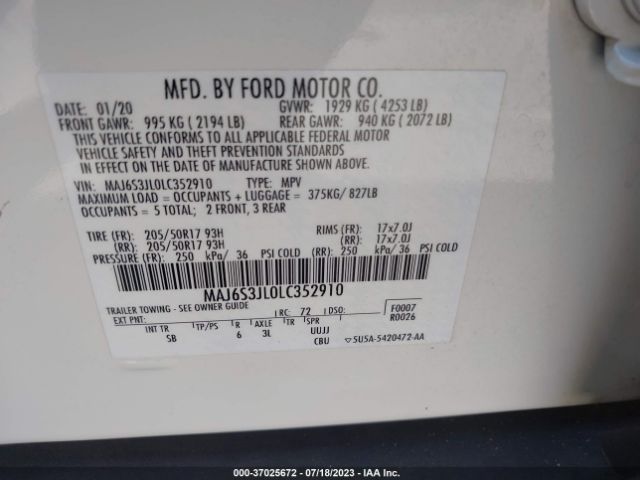 MFD. BY FORD MOTOR CO.
DATE: 01/20 GVWR: 1929 KG ( 4253 LB)
FRONT GAWR: 995 KG ( 2194 LB) REAR GAWR: 940 KG ( 2072 LB)
THIS VEHICLE CONFORMS TO ALL APPLICABLE FEDERAL MOTOR
VEHICLE SAFETY AND THEFT PREVENTION STANDARDS
IN EFFECT ON THE DATE OF MANUFACTURE SHOWN ABOVE.
VIN: MAJ6S3JL0LC352910 TYPE: MPV
MAXIMUM LOAD = OCCUPANTS + LUGGAGE = 375KG/ 827LB
OCCUPANTS = 5 TOTAL; 2 FRONT, 3 REAR
TIRE (FR): 205/50R17 93H RIMS (FR): 17x7.0J
(RR): 205/50R17 93H (RR): 17x7.0J
PRESSURE (FR): 250 kPa/ 36 PSI COLD (RR): 250 kPa/ 36 PSI COLD
MAJ6S3JL0LC352910
TRAILER TOWING - SEE OWNER GUIDE
EXT PNT: RC: 72 DSO: F0007
R0026
INT TR TP/PS R AXLE TR SPR
SB 6 3L UUJJ
CBU ▽5U5A-5420472-AA
000-37025672 / 07/18/2023 / IAAI.COM